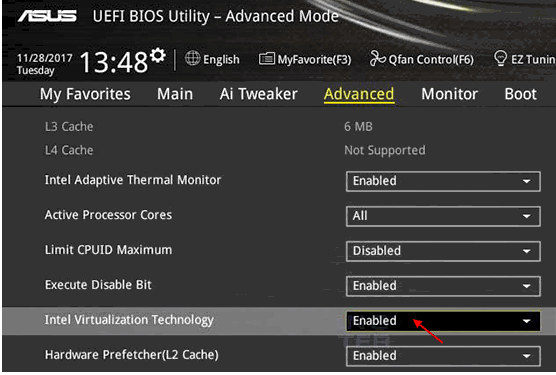 ASUS UEFI BIOS Utility – Advanced Mode
11/28/2017
Tuesday
13:48
English
MyFavorite(F3)
Qfan Control(F6)
EZ Tunin
My Favorites
Main
Ai Tweaker
Advanced
Monitor
Boot
L3 Cache 6 MB
L4 Cache Not Supported
Intel Adaptive Thermal Monitor Enabled
Active Processor Cores All
Limit CPUID Maximum Disabled
Execute Disable Bit Enabled
Intel Virtualization Technology Enabled
Hardware Prefetcher(L2 Cache) Enabled